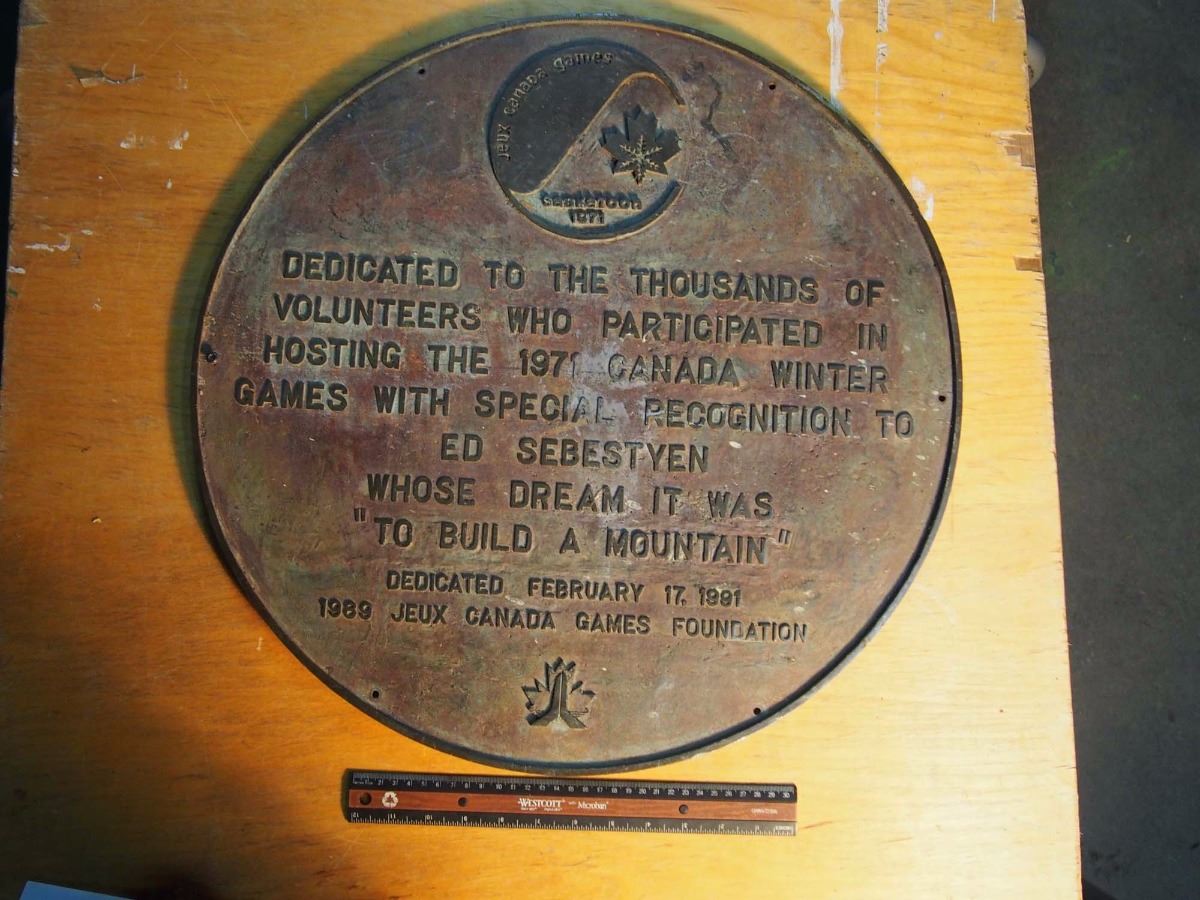 jeux canada games
saskatoon
1971
DEDICATED TO THE THOUSANDS OF
VOLUNTEERS WHO PARTICIPATED IN
HOSTING THE 1971 CANADA WINTER
GAMES WITH SPECIAL RECOGNITION TO
ED SEBESTYEN
WHOSE DREAM IT WAS
"TO BUILD A MOUNTAIN"
DEDICATED FEBRUARY 17, 1991
1989 JEUX CANADA GAMES FOUNDATION
WESTCOTT with Microban